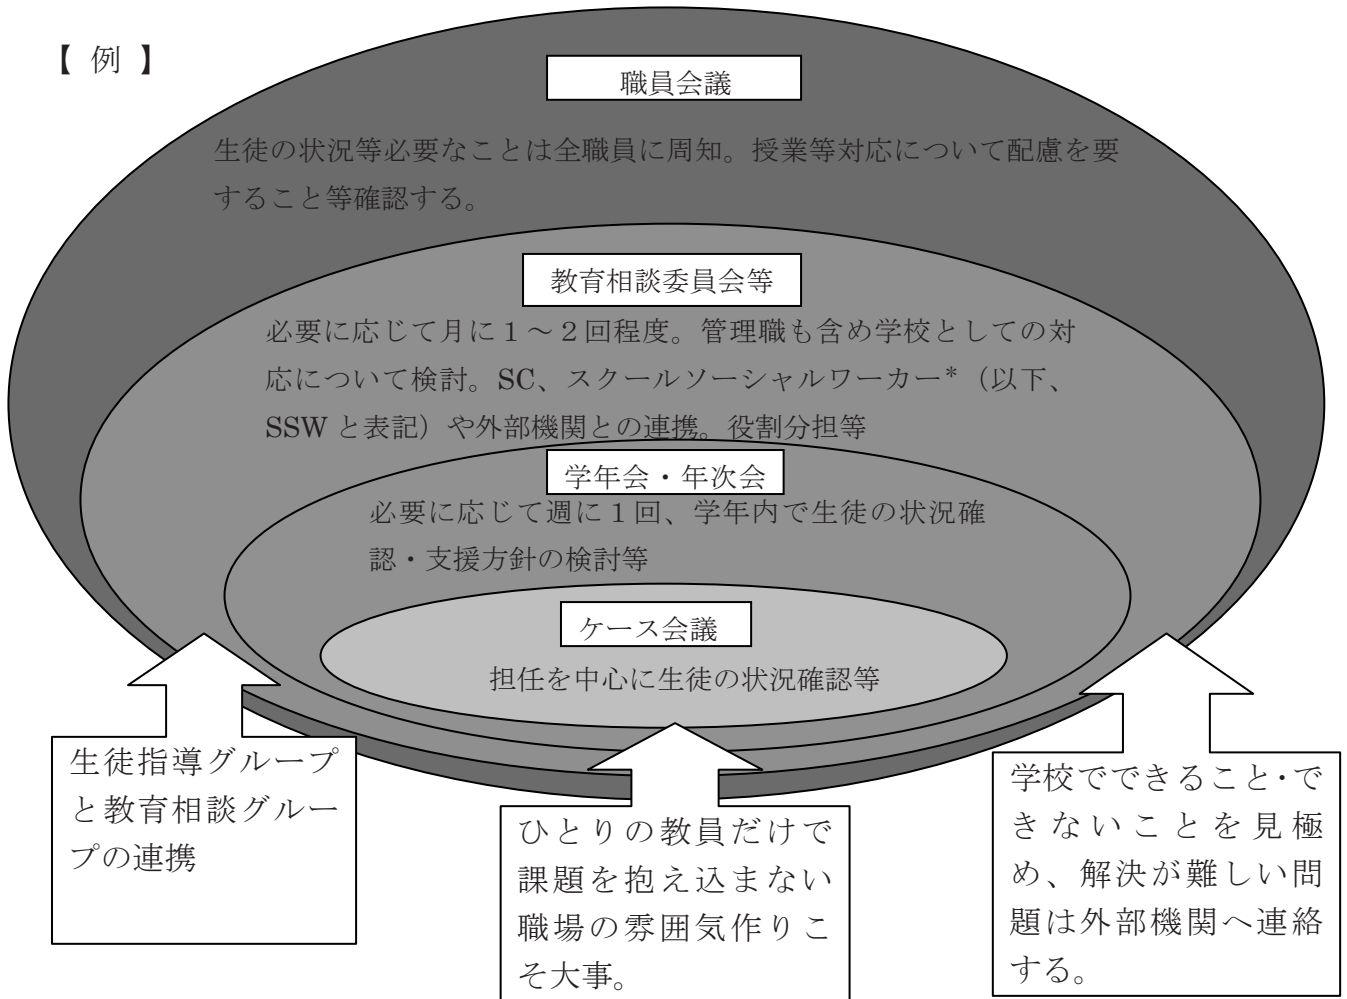 【 例 】
職員会議
生徒の状況等必要なことは全職員に周知。授業等対応について配慮を要
すること等確認する。
教育相談委員会等
必要に応じて月に１～２回程度。管理職も含め学校としての対
応について検討。SC、スクールソーシャルワーカー*（以下、
SSW と表記）や外部機関との連携。役割分担等
学年会・年次会
必要に応じて週に１回、学年内で生徒の状況確
認・支援方針の検討等
ケース会議
担任を中心に生徒の状況確認等
生徒指導グループ
と教育相談グルー
プの連携
ひとりの教員だけで
課題を抱え込まない
職場の雰囲気作りこ
そ大事。
学校でできること・で
きないことを見極
め、解決が難しい問
題は外部機関へ連絡
する。